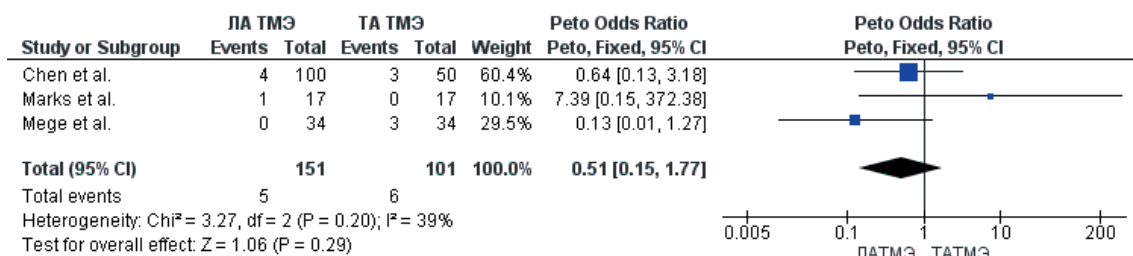 ЛА ТМЭ TA ТМЭ Peto Odds Ratio Peto Odds Ratio
Study or Subgroup Events Total Events Total Weight Peto, Fixed, 95% CI Peto, Fixed, 95% CI
Chen et al. 4 100 3 50 60.4% 0.64 [0.13, 3.18]
Marks et al. 1 17 0 17 10.1% 7.39 [0.15, 372.38]
Mege et al. 0 34 3 34 29.5% 0.13 [0.01, 1.27]
Total (95% CI) 151 101 100.0% 0.51 [0.15, 1.77]
Total events 5 6
Heterogeneity: Chi² = 3.27, df = 2 (P = 0.20); I² = 39%
Test for overall effect: Z = 1.06 (P = 0.29)
0.005 0.1 1 10 200
ЛАТМЭ ТАТМЭ